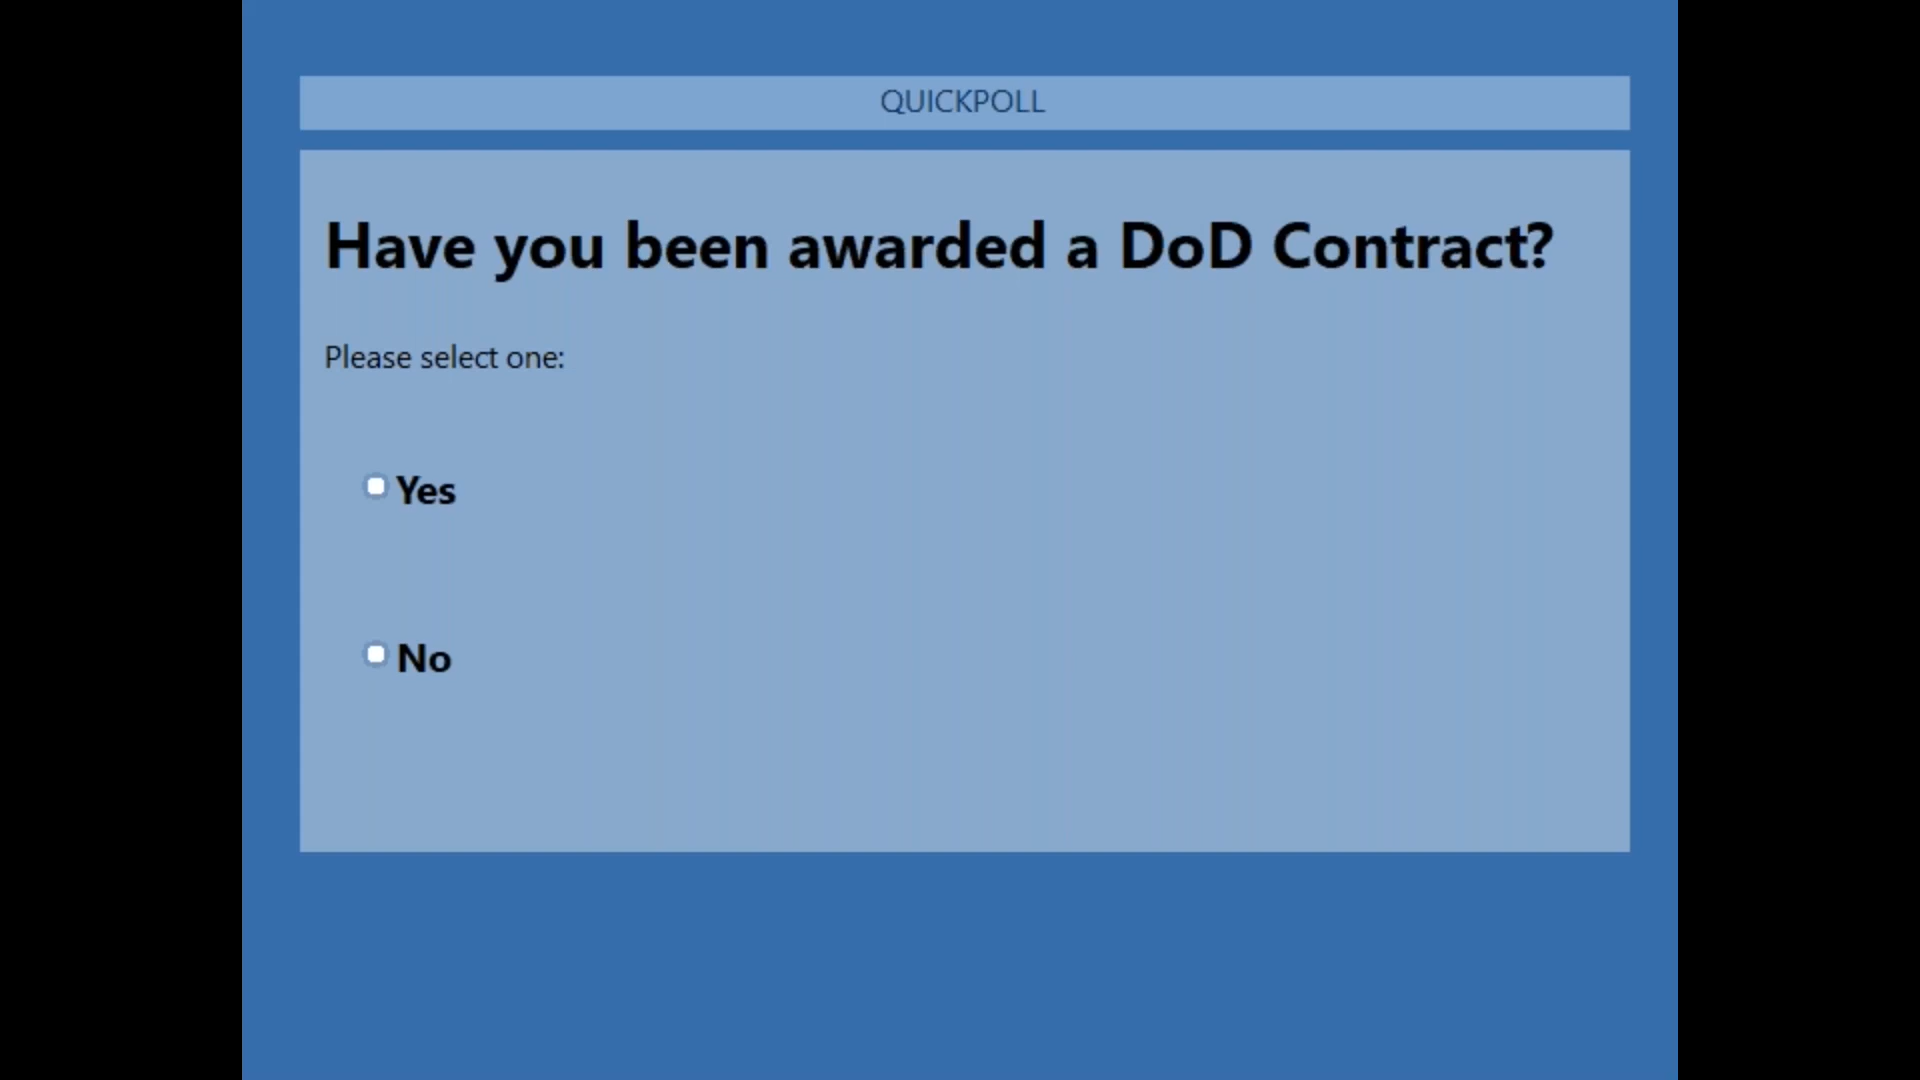 QUICKPOLL
Have you been awarded a DoD Contract?
Please select one:
Yes
No